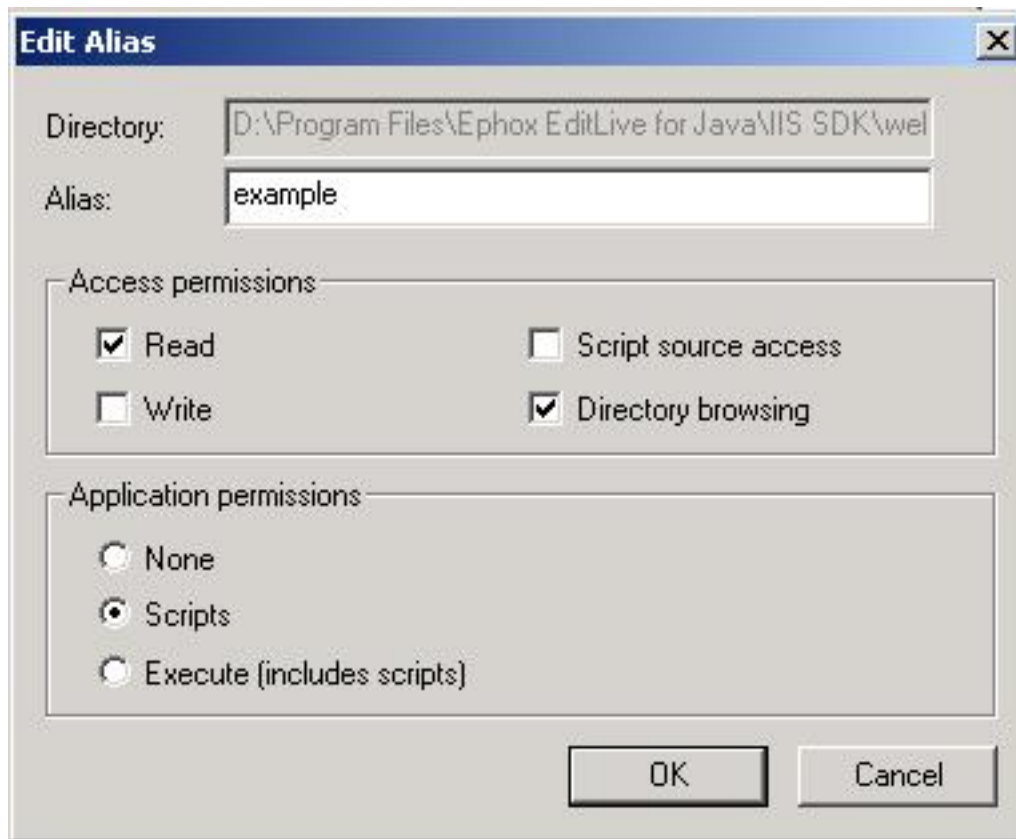 Edit Alias
Directory: D:\Program Files\Ephox EditLive for Java\IIS SDK\wel
Alias: example
Access permissions
Read Script source access
Write Directory browsing
Application permissions
None
Scripts
Execute (includes scripts)
OK Cancel